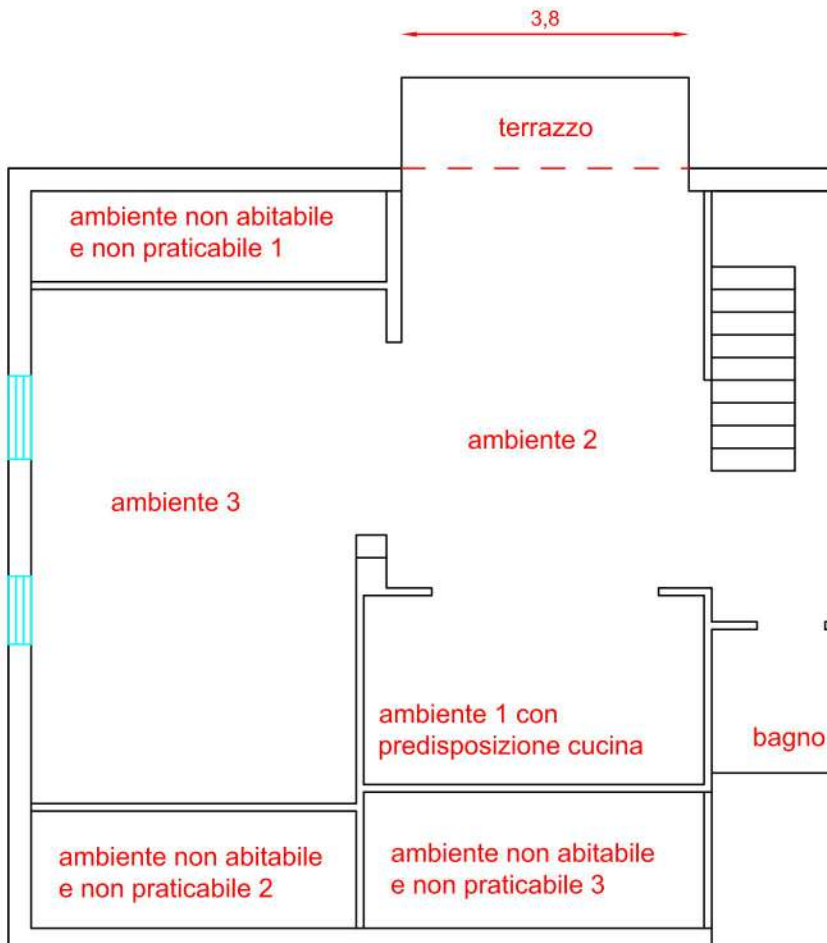 3,8
terrazzo
ambiente non abitabile
e non praticabile 1
ambiente 2
ambiente 3
ambiente 1 con
predisposizione cucina
bagno
ambiente non abitabile
e non praticabile 2
ambiente non abitabile
e non praticabile 3